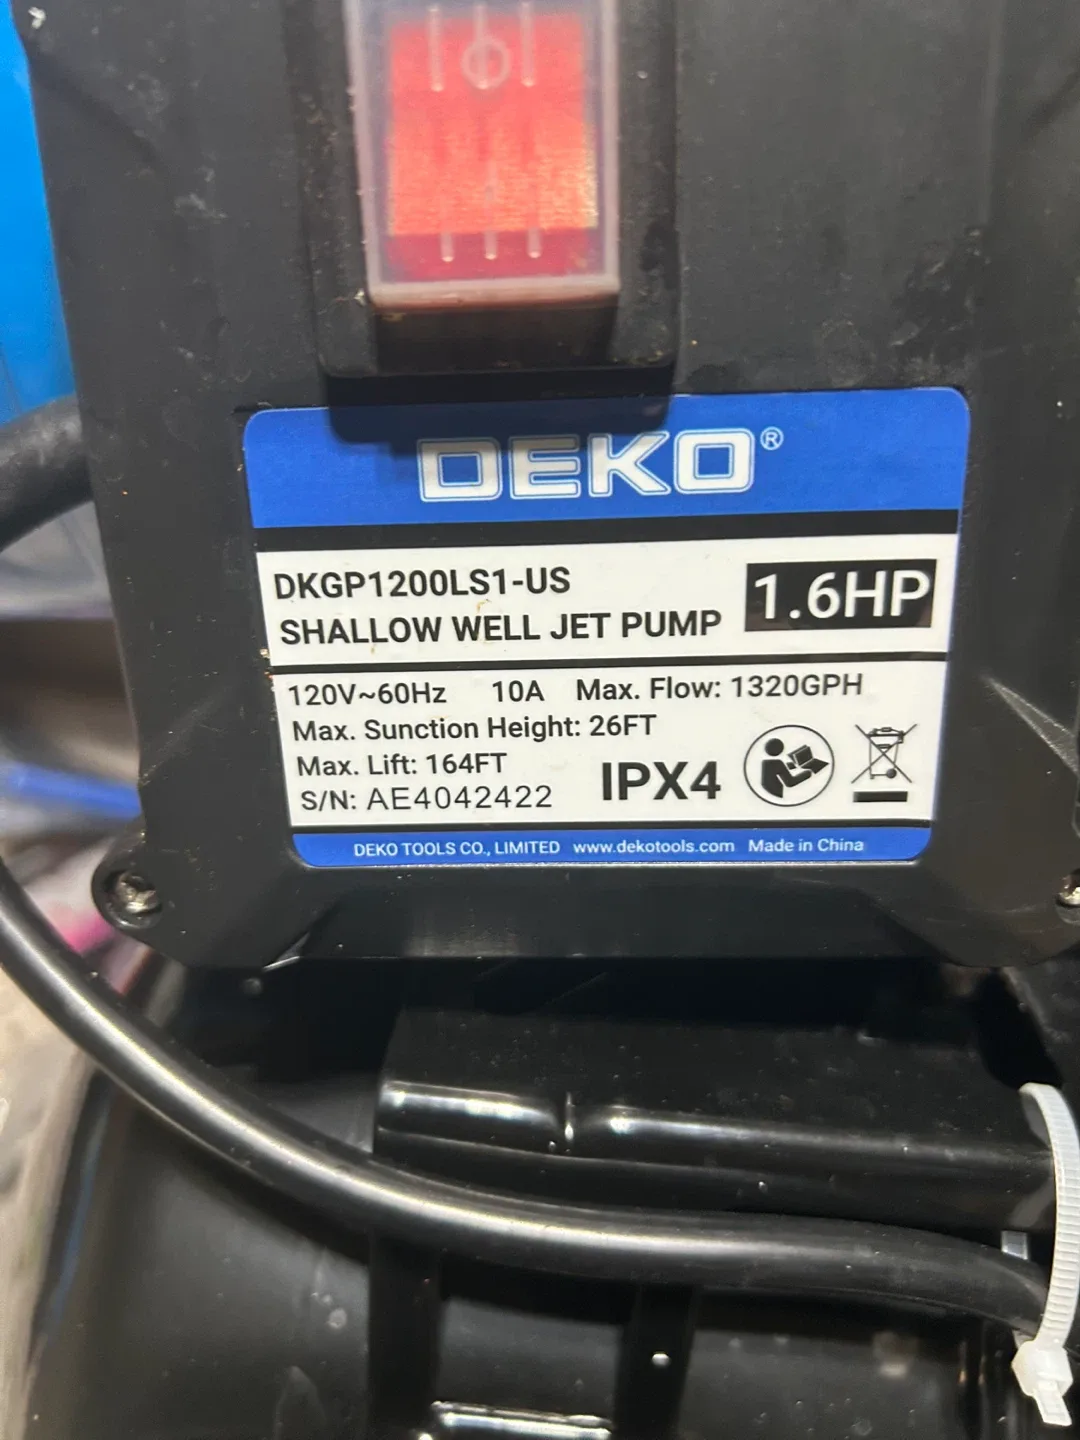 DEKO®
DKGP1200LS1-US
SHALLOW WELL JET PUMP
1.6HP
120V~60Hz 10A Max. Flow: 1320GPH
Max. Sunction Height: 26FT
Max. Lift: 164FT
IPX4
S/N: AE4042422
DEKO TOOLS CO., LIMITED www.dekotools.com Made in China